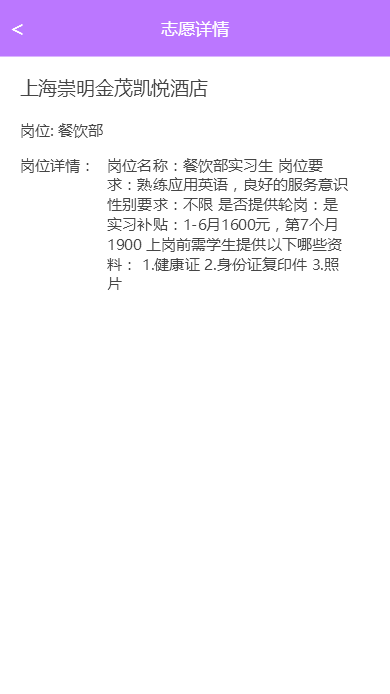 <
志愿详情
上海崇明金茂凯悦酒店
岗位: 餐饮部
岗位详情： 岗位名称：餐饮部实习生 岗位要
求：熟练应用英语，良好的服务意识
性别要求：不限 是否提供轮岗：是
实习补贴：1-6月1600元，第7个月
1900 上岗前需学生提供以下哪些资
料： 1.健康证 2.身份证复印件 3.照
片